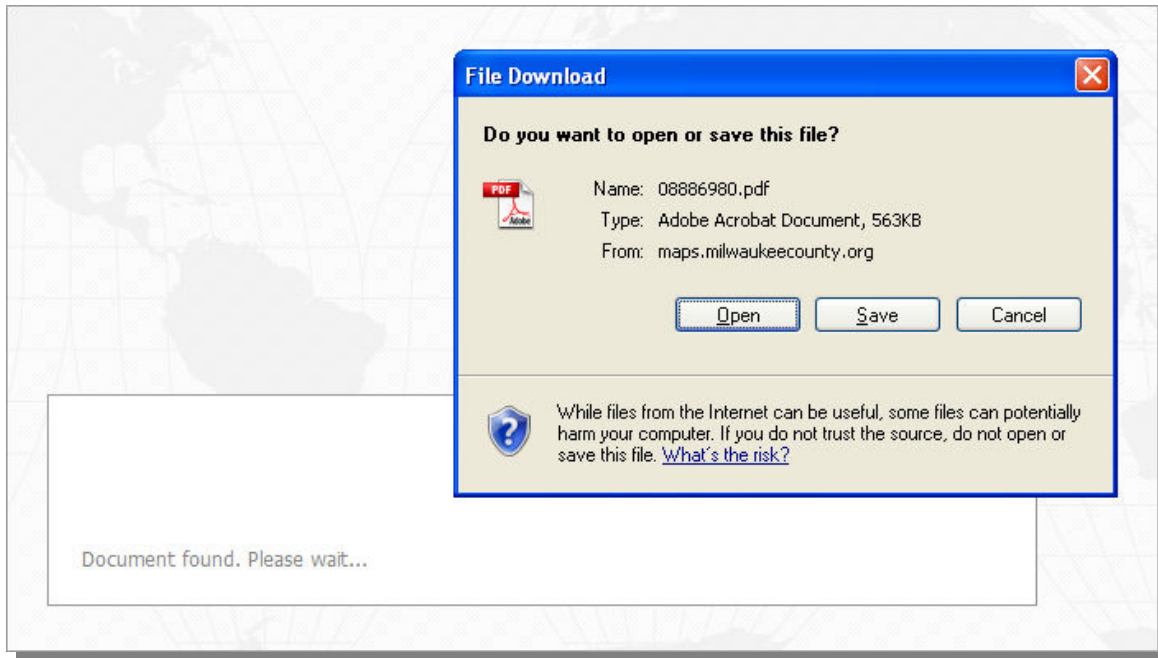 File Download
Do you want to open or save this file?
PDF
Adobe
Name: 08886980.pdf
Type: Adobe Acrobat Document, 563KB
From: maps.milwaukeecounty.org
Open Save Cancel
While files from the Internet can be useful, some files can potentially
harm your computer. If you do not trust the source, do not open or
save this file. What's the risk?
Document found. Please wait...